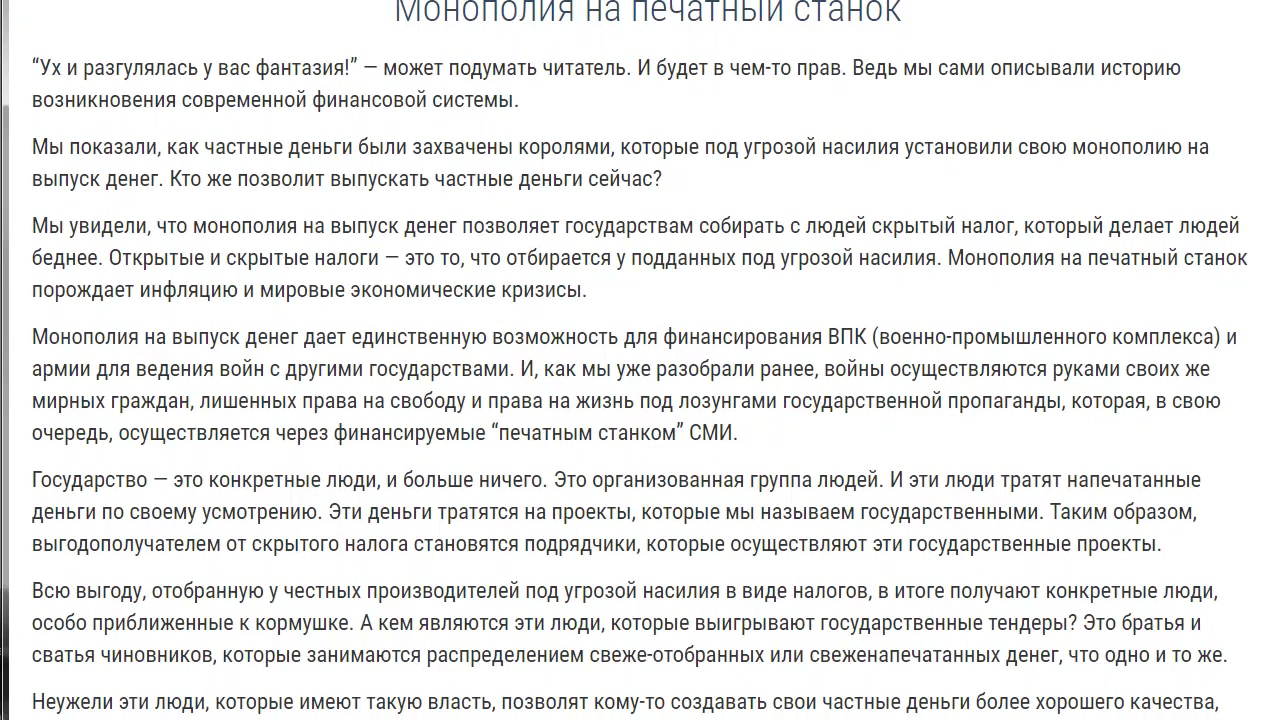 Монополия на печатный станок
“Ух и разгулялась у вас фантазия!” — может подумать читатель. И будет в чем-то прав. Ведь мы сами описывали историю
возникновения современной финансовой системы.
Мы показали, как частные деньги были захвачены королями, которые под угрозой насилия установили свою монополию на
выпуск денег. Кто же позволит выпускать частные деньги сейчас?
Мы увидели, что монополия на выпуск денег позволяет государствам собирать с людей скрытый налог, который делает людей
беднее. Открытые и скрытые налоги — это то, что отбирается у подданных под угрозой насилия. Монополия на печатный станок
порождает инфляцию и мировые экономические кризисы.
Монополия на выпуск денег дает единственную возможность для финансирования ВПК (военно-промышленного комплекса) и
армии для ведения войн с другими государствами. И, как мы уже разобрали ранее, войны осуществляются руками своих же
мирных граждан, лишенных права на свободу и права на жизнь под лозунгами государственной пропаганды, которая, в свою
очередь, осуществляется через финансируемые “печатным станком” СМИ.
Государство — это конкретные люди, и больше ничего. Это организованная группа людей. И эти люди тратят напечатанные
деньги по своему усмотрению. Эти деньги тратятся на проекты, которые мы называем государственными. Таким образом,
выгодополучателем от скрытого налога становятся подрядчики, которые осуществляют эти государственные проекты.
Всю выгоду, отобранную у честных производителей под угрозой насилия в виде налогов, в итоге получают конкретные люди,
особо приближенные к кормушке. А кем являются эти люди, которые выигрывают государственные тендеры? Это братья и
сватья чиновников, которые занимаются распределением свеже-отобранных или свеженапечатанных денег, что одно и то же.
Неужели эти люди, которые имеют такую власть, позволят кому-то создавать свои частные деньги более хорошего качества,